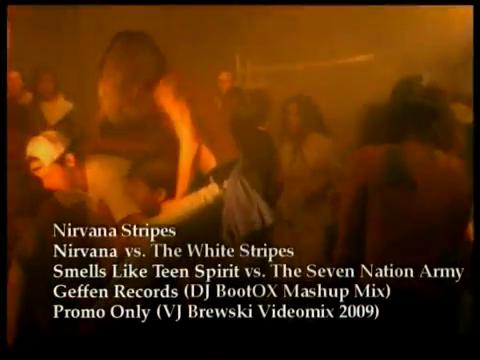 Nirvana Stripes
Nirvana vs. The White Stripes
Smells Like Teen Spirit vs. The Seven Nation Army
Geffen Records (DJ BootOX Mashup Mix)
Promo Only (VJ Brewski Videomix 2009)